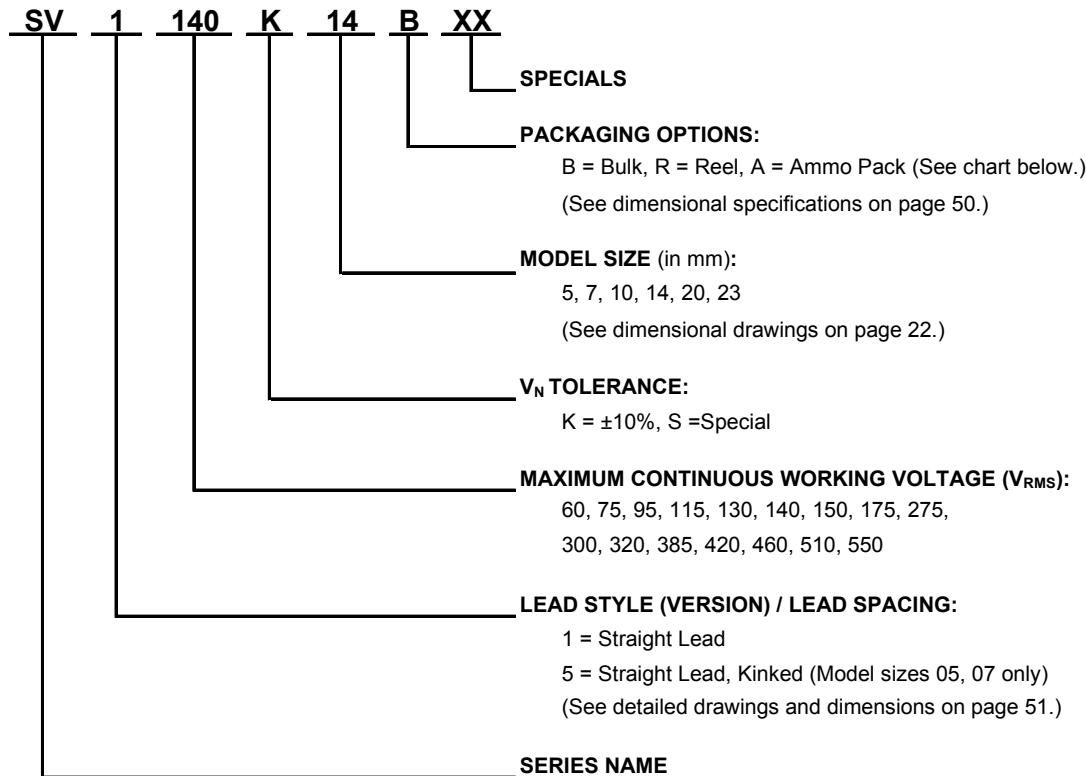 SV 1 140 K 14 B XX
SPECIALS
PACKAGING OPTIONS:
B = Bulk, R = Reel, A = Ammo Pack (See chart below.)
(See dimensional specifications on page 50.)
MODEL SIZE (in mm):
5, 7, 10, 14, 20, 23
(See dimensional drawings on page 22.)
VN TOLERANCE:
K = ±10%, S =Special
MAXIMUM CONTINUOUS WORKING VOLTAGE (VRMS):
60, 75, 95, 115, 130, 140, 150, 175, 275,
300, 320, 385, 420, 460, 510, 550
LEAD STYLE (VERSION) / LEAD SPACING:
1 = Straight Lead
5 = Straight Lead, Kinked (Model sizes 05, 07 only)
(See detailed drawings and dimensions on page 51.)
SERIES NAME